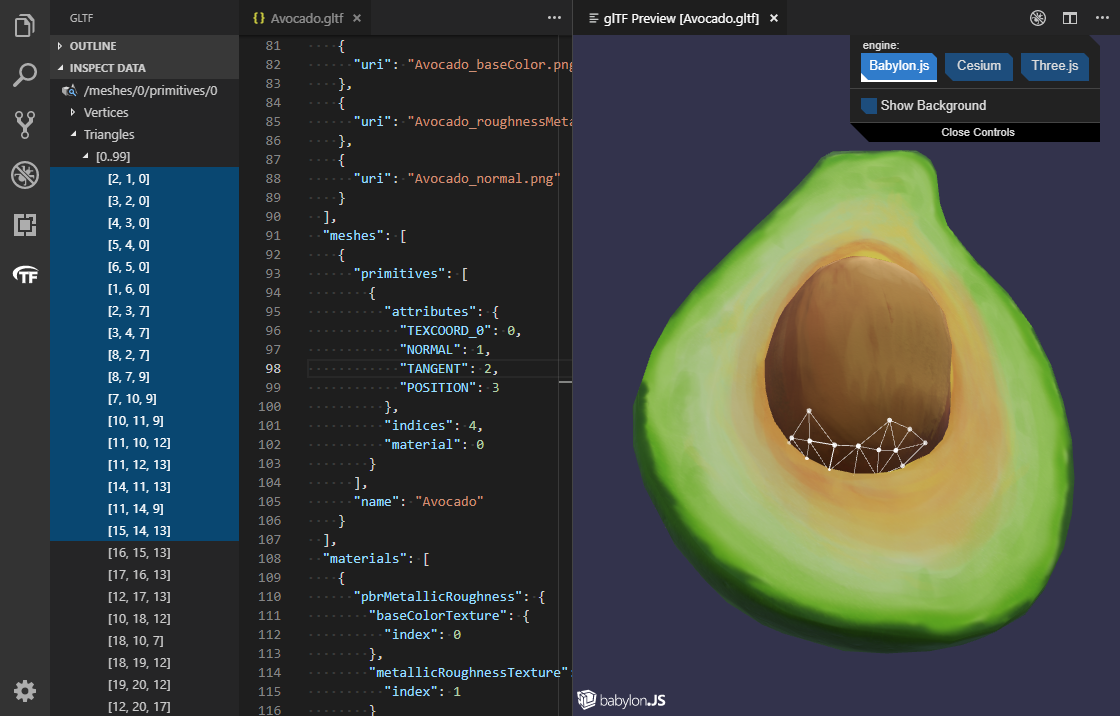 GLTF
OUTLINE
INSPECT DATA
/meshes/0/primitives/0
Vertices
Triangles
[0..99]
[2, 1, 0]
[3, 2, 0]
[4, 3, 0]
[5, 4, 0]
[6, 5, 0]
[1, 6, 0]
[2, 3, 7]
[3, 4, 7]
[8, 2, 7]
[8, 7, 9]
[7, 10, 9]
[10, 11, 9]
[11, 10, 12]
[11, 12, 13]
[14, 11, 13]
[11, 14, 9]
[15, 14, 13]
[16, 15, 13]
[17, 16, 13]
[12, 17, 13]
[10, 18, 12]
[18, 10, 7]
[18, 19, 12]
[19, 20, 12]
[12, 20, 17]
TF
{} Avocado.gltf ×
81 {
82 "uri": "Avocado_baseColor.png
83 },
84 {
85 "uri": "Avocado_roughnessMeta
86 },
87 {
88 "uri": "Avocado_normal.png"
89 }
90 ],
91 "meshes": [
92 {
93 "primitives": [
94 {
95 "attributes": {
96 "TEXCOORD_0": 0,
97 "NORMAL": 1,
98 "TANGENT": 2,
99 "POSITION": 3
100 },
101 "indices": 4,
102 "material": 0
103 }
104 ],
105 "name": "Avocado"
106 }
107 ],
108 "materials": [
109 {
110 "pbrMetallicRoughness": {
111 "baseColorTexture": {
112 "index": 0
113 },
114 "metallicRoughnessTexture":
115 "index": 1
116 }
glTF Preview [Avocado.gltf] ×
engine:
Babylon.js Cesium Three.js
Show Background
Close Controls
babylon.JS